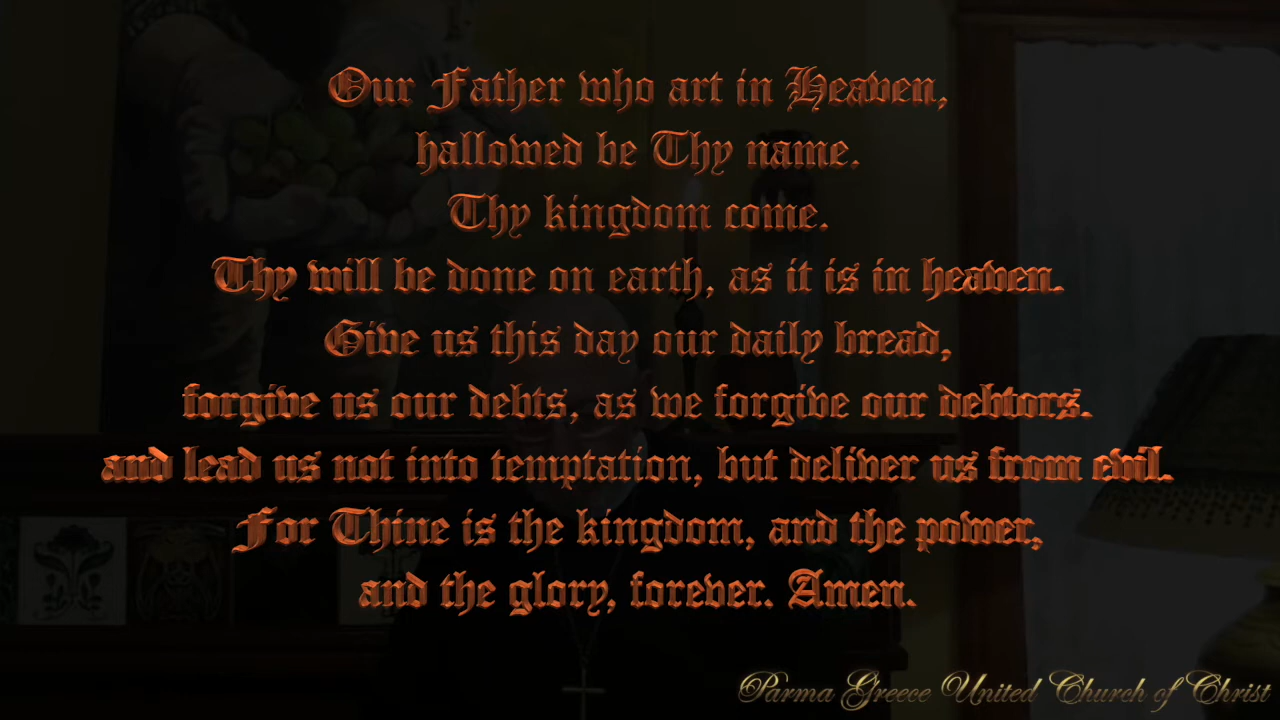 Our Father who art in Heaven,
hallowed be Thy name.
Thy kingdom come.
Thy will be done on earth, as it is in heaven.
Give us this day our daily bread,
forgive us our debts, as we forgive our debtors.
and lead us not into temptation, but deliver us from evil.
For Thine is the kingdom, and the power,
and the glory, forever. Amen.
Parma Greece United Church of Christ